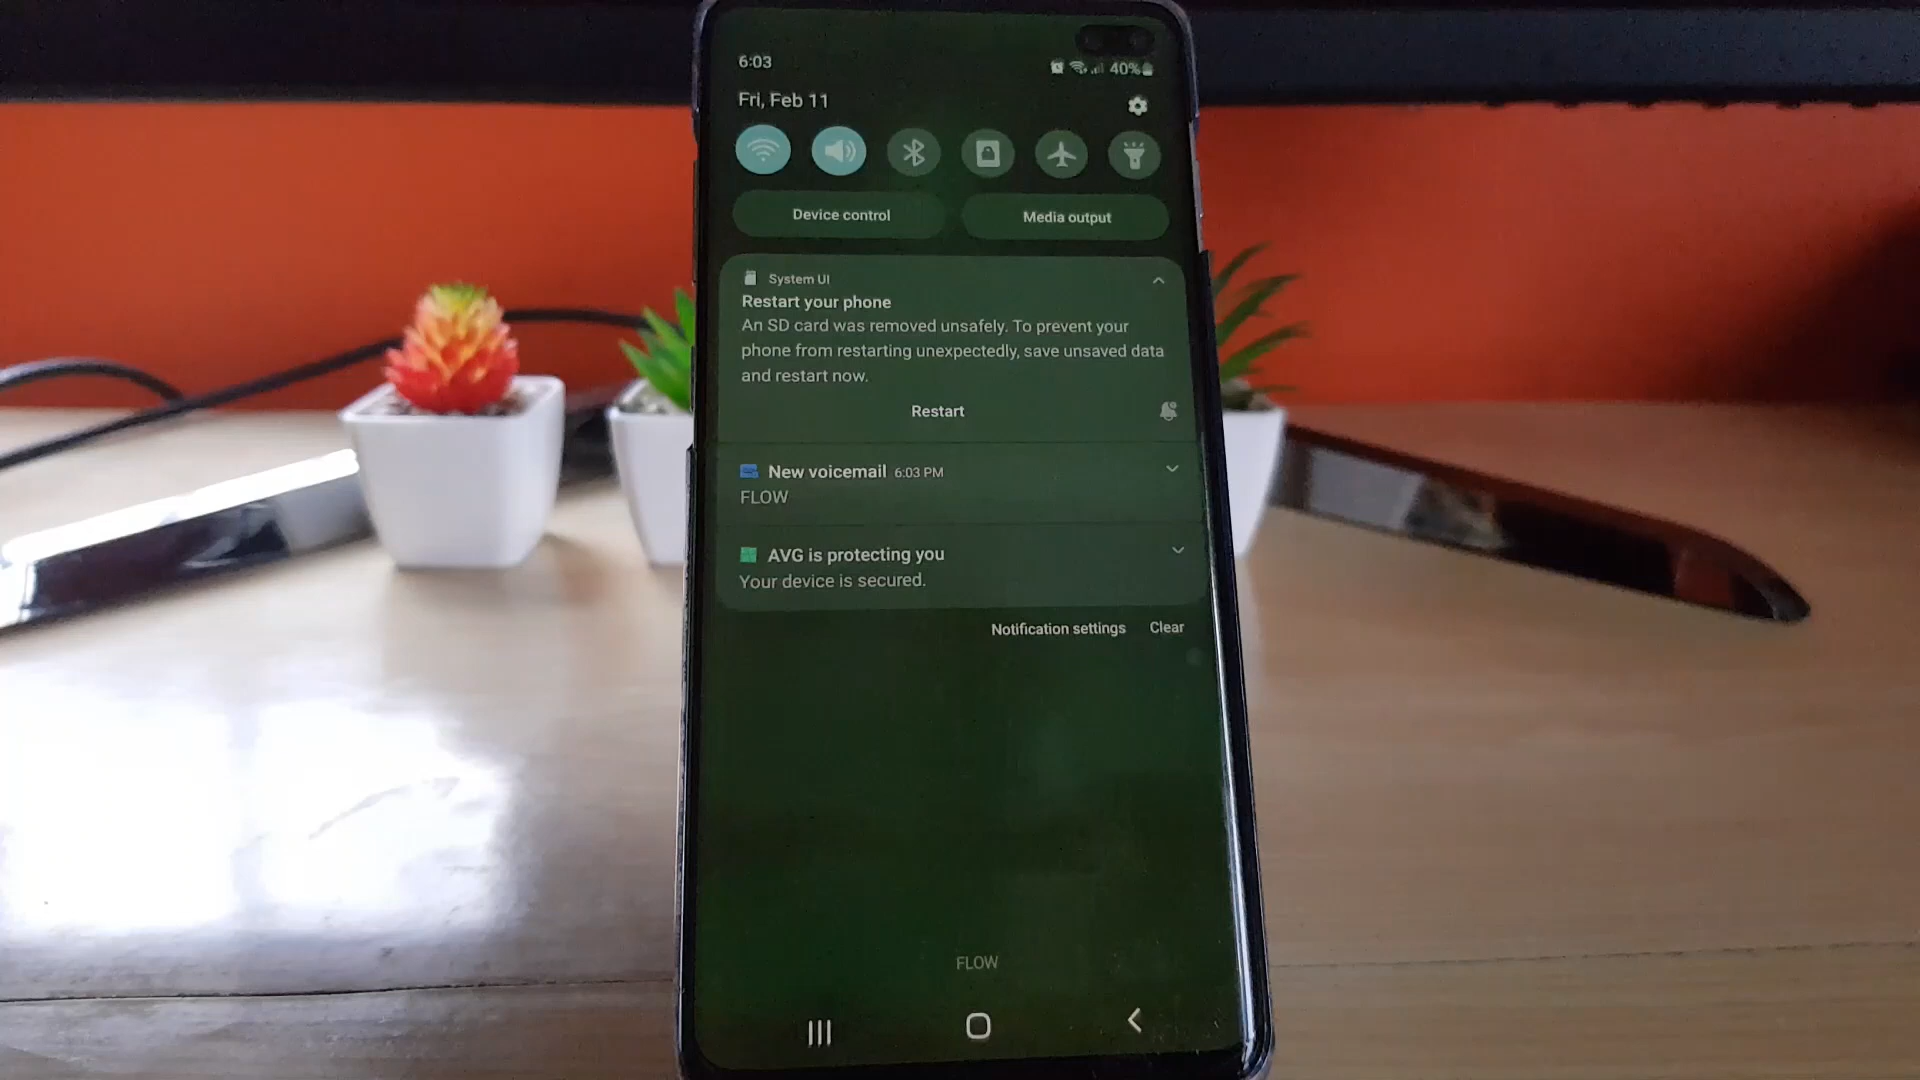 6:03
40%
Fri, Feb 11
Device control
Media output
System UI
Restart your phone
An SD card was removed unsafely. To prevent your
phone from restarting unexpectedly, save unsaved data
and restart now.
Restart
New voicemail 6:03 PM
FLOW
AVG is protecting you
Your device is secured.
Notification settings Clear
FLOW